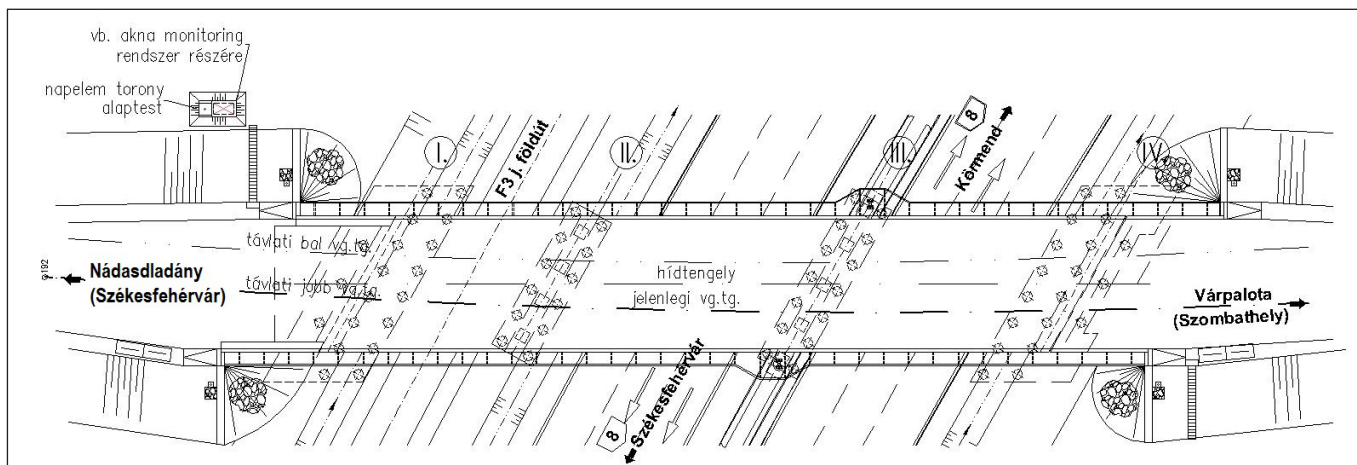 vb. akna monitoring
rendszer részére
napelem torony
alaptest
I.
F3 j. földút
II.
III.
8
Körmend
IV.
távlati bal vg.tg.
φ192
Nádasdladány
(Székesfehérvár)
távlati jobb vg.tg.
hídtengely
jelenlegi vg.tg.
Várpalota
(Szombathely)
8
Székesfehérvár